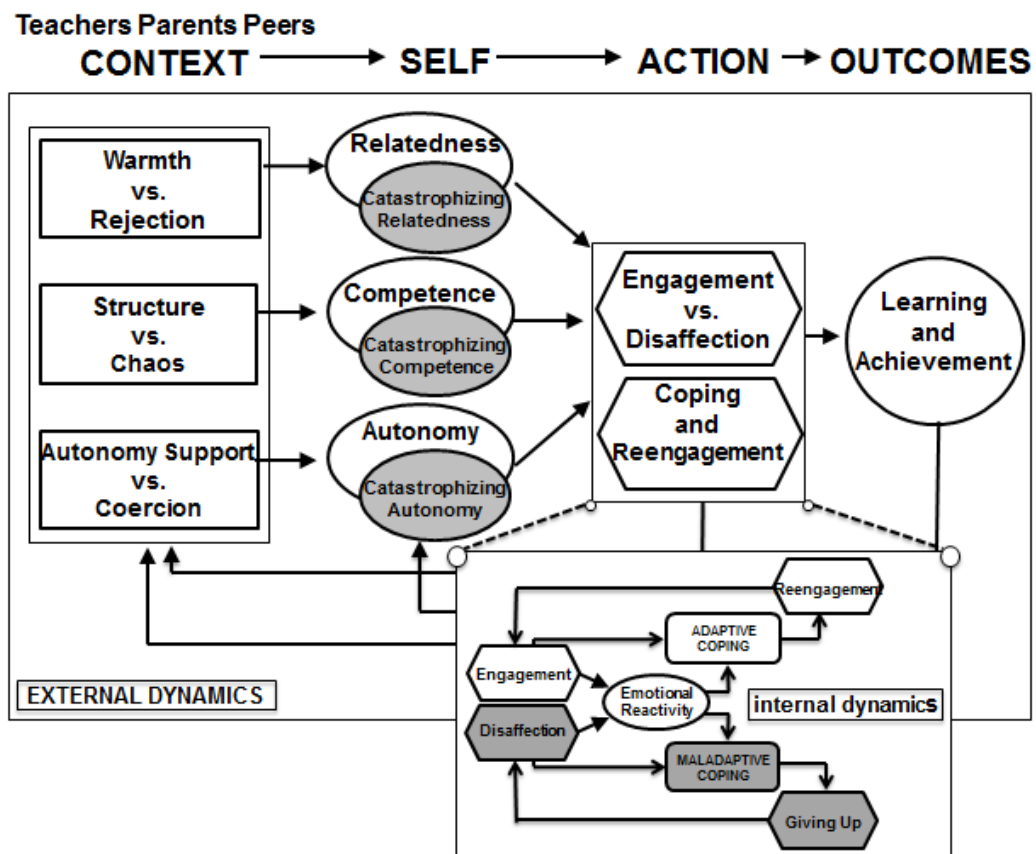 Teachers Parents Peers
CONTEXT SELF ACTION OUTCOMES
Warmth
vs.
Rejection
Structure
vs.
Chaos
Autonomy Support
vs.
Coercion
Relatedness
Catastrophizing
Relatedness
Competence
Catastrophizing
Competence
Autonomy
Catastrophizing
Autonomy
Engagement
vs.
Disaffection
Coping
and
Reengagement
Learning
and
Achievement
EXTERNAL DYNAMICS
Reengagement
ADAPTIVE
COPING
Engagement
Emotional
Reactivity
internal dynamics
Disaffection
MALADAPTIVE
COPING
Giving Up